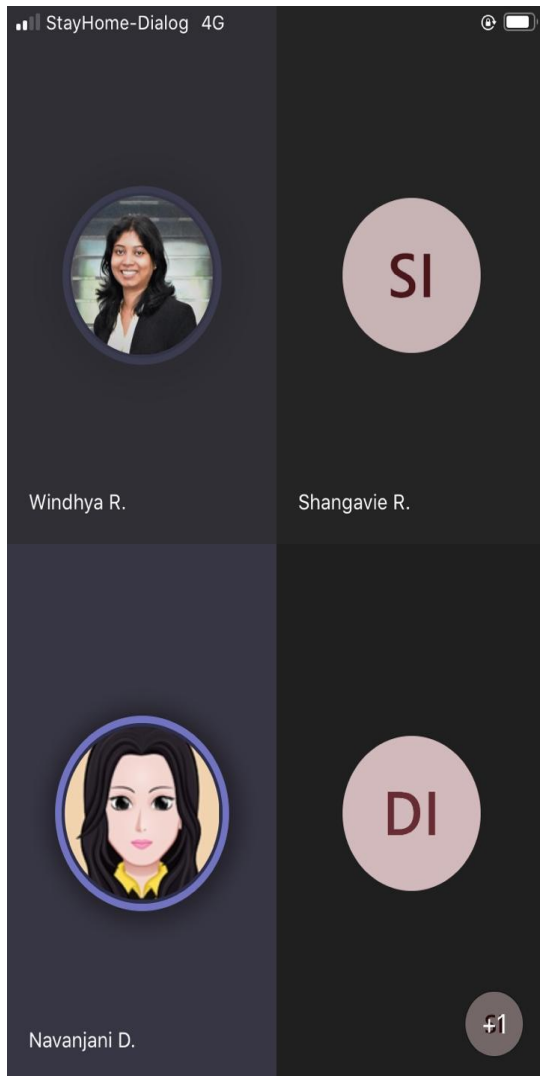 StayHome-Dialog 4G
SI
Windhya R.
Shangavie R.
DI
+1
Navanjani D.